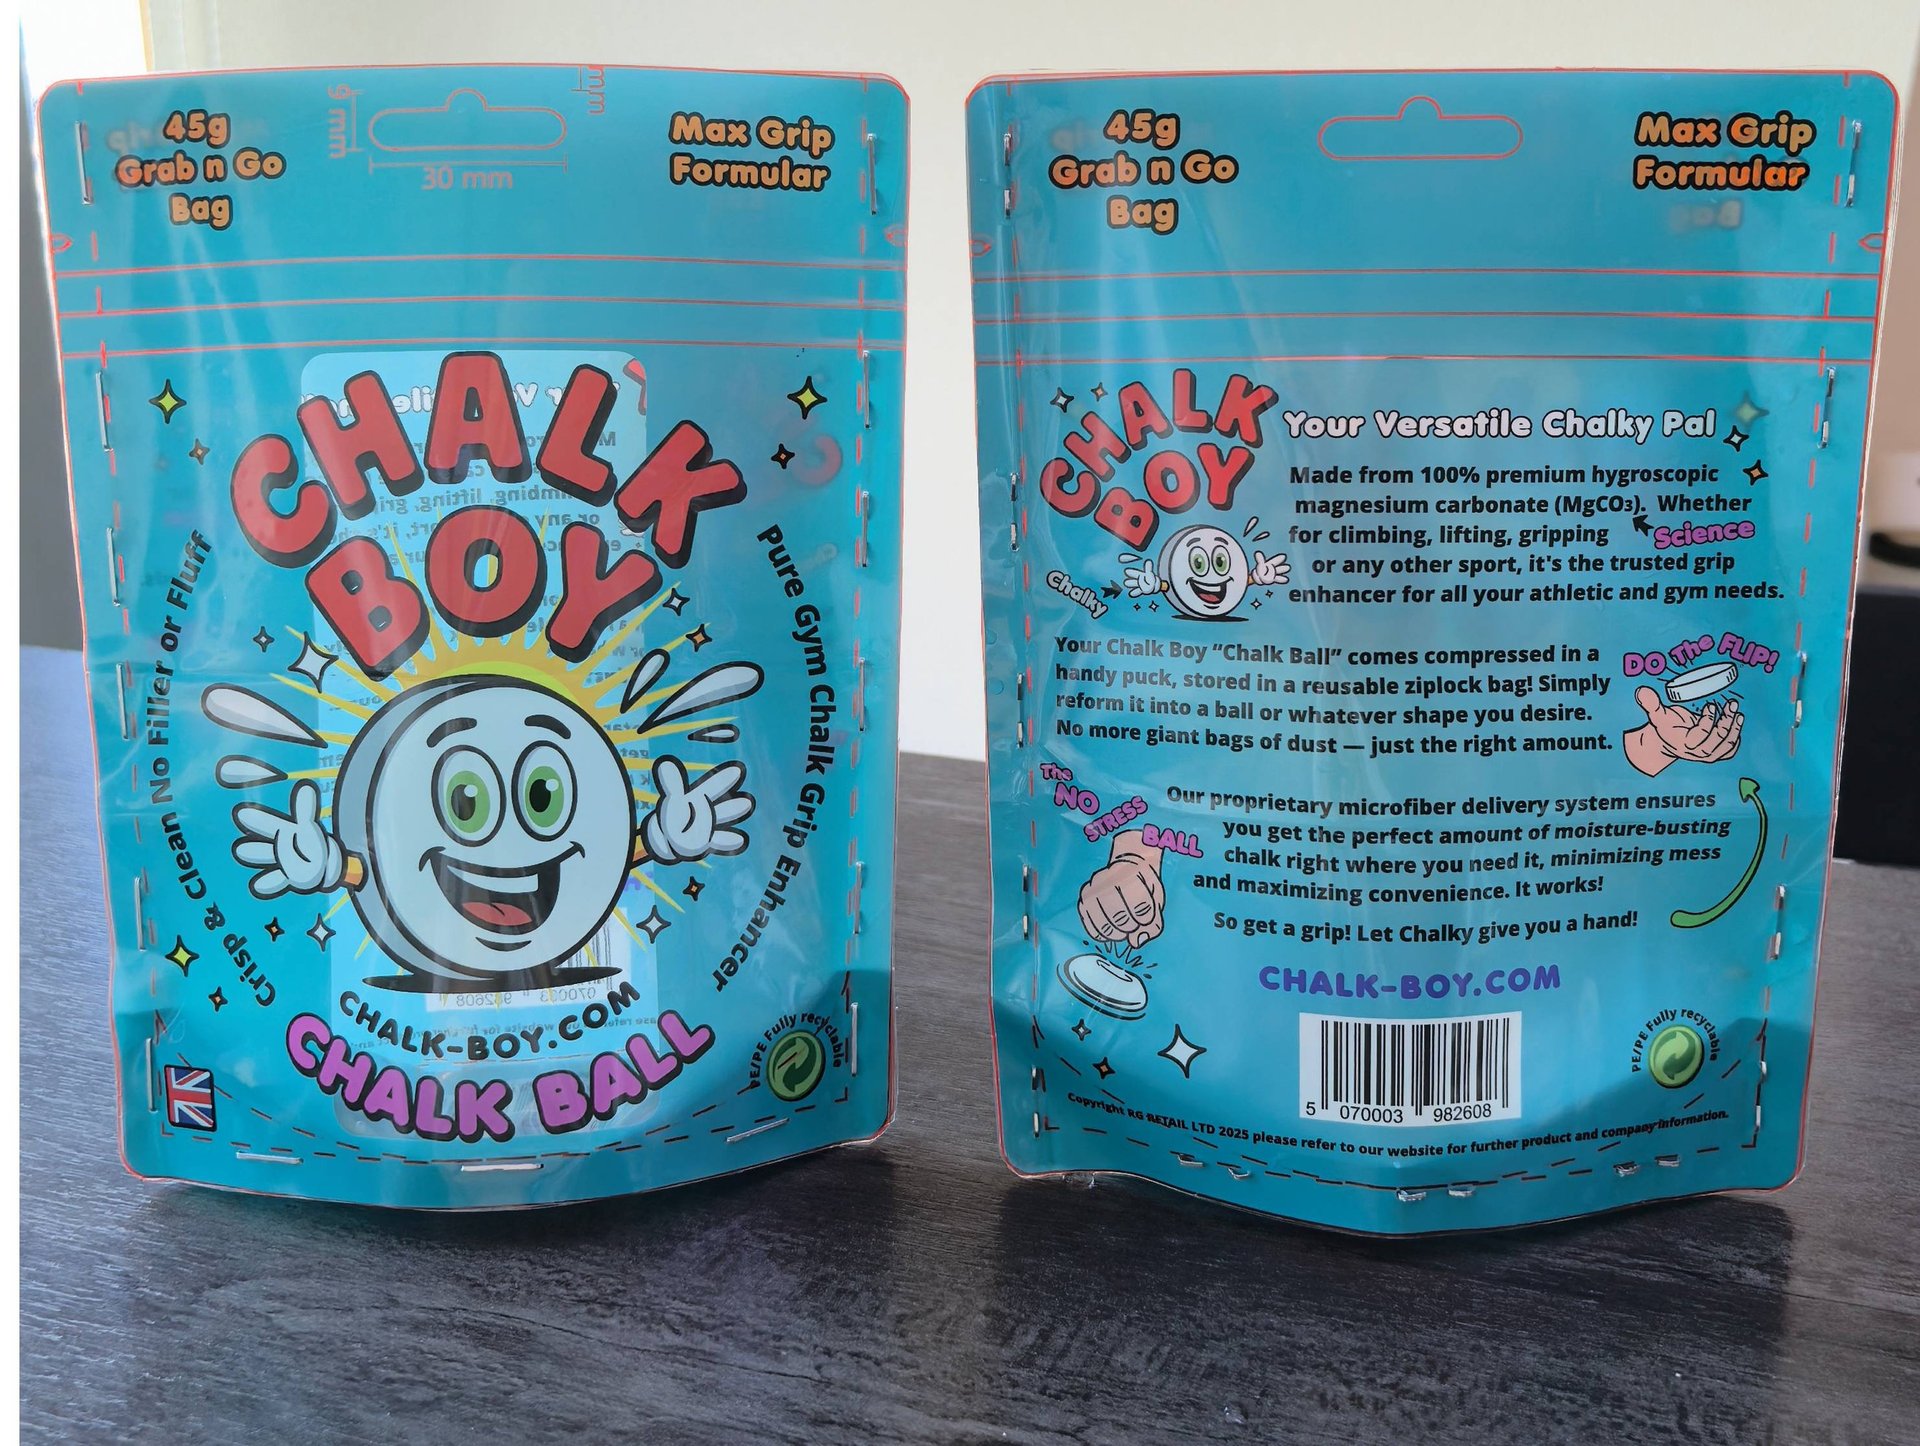 45g
Grab n Go
Bag
9 mm
30 mm
mm
Max Grip
Formular
CHALK
BOY
Crisp & Clean No Filler or Fluff
Pure Gym Chalk Grip Enhancer
CHALK-BOY.COM
CHALK BALL
PE/PE Fully recyclable
45g
Grab n Go
Bag
Max Grip
Formular
CHALK
BOY
Chalky
Your Versatile Chalky Pal
Made from 100% premium hygroscopic
magnesium carbonate (MgCO₃). Whether
for climbing, lifting, gripping
Science
or any other sport, it's the trusted grip
enhancer for all your athletic and gym needs.
Your Chalk Boy "Chalk Ball" comes compressed in a
handy puck, stored in a reusable ziplock bag! Simply
reform it into a ball or whatever shape you desire.
No more giant bags of dust — just the right amount.
DO The FLIP!
The
NO
STRESS
BALL
Our proprietary microfiber delivery system ensures
you get the perfect amount of moisture-busting
chalk right where you need it, minimizing mess
and maximizing convenience. It works!
So get a grip! Let Chalky give you a hand!
CHALK-BOY.COM
5 070003 982608
PE/PE Fully recyclable
Copyright RG RETAIL LTD 2025 please refer to our website for further product and company information.